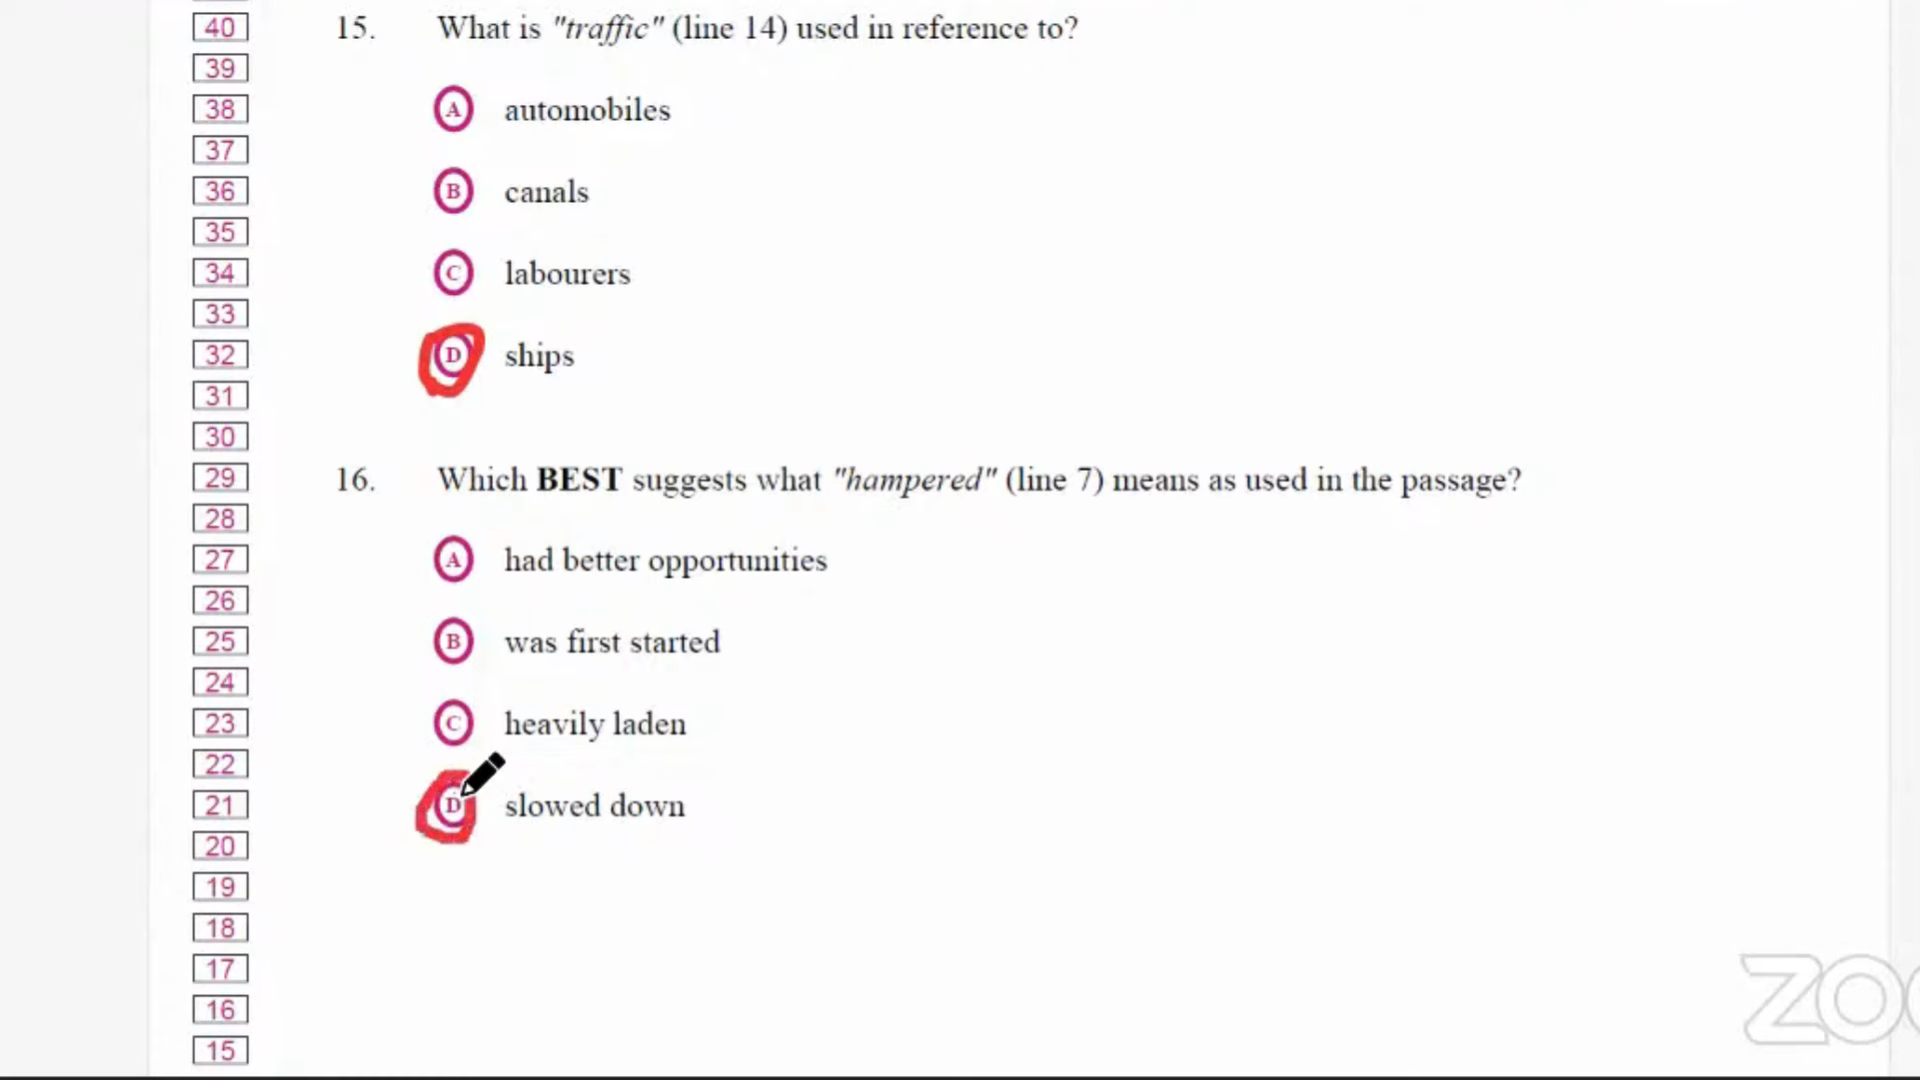 40
15. What is "traffic" (line 14) used in reference to?
39
38
A automobiles
37
36
B canals
35
34
C labourers
33
32
D ships
31
30
29
16. Which BEST suggests what "hampered" (line 7) means as used in the passage?
28
27
A had better opportunities
26
25
B was first started
24
23
C heavily laden
22
21
D slowed down
20
19
18
17
16
15